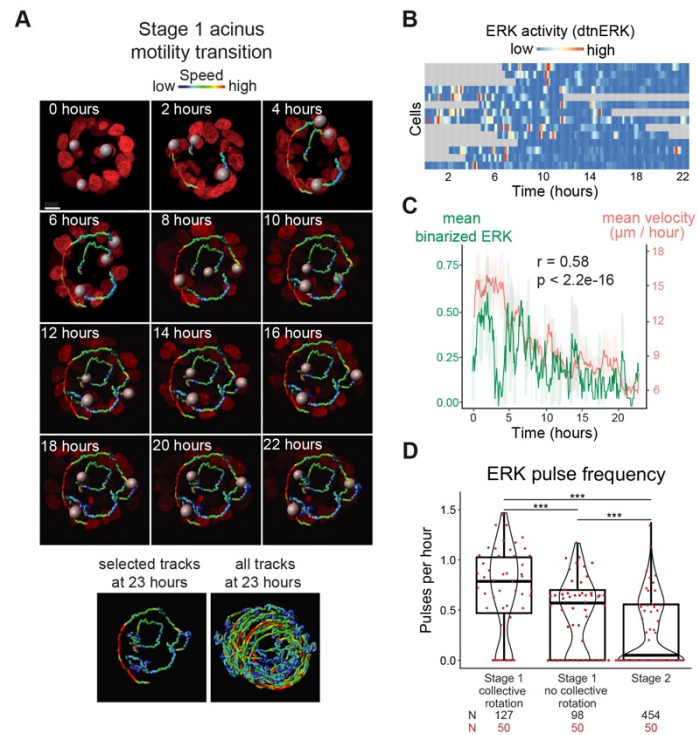 A
Stage 1 acinus
motility transition
Speed
low high
0 hours
2 hours
4 hours
6 hours
8 hours
10 hours
12 hours
14 hours
16 hours
18 hours
20 hours
22 hours
selected tracks
at 23 hours
all tracks
at 23 hours
B
ERK activity (dtnERK)
low high
Cells
2 6 10 14 18 22
Time (hours)
C
mean
binarized ERK
mean velocity
(µm / hour)
r = 0.58
p < 2.2e-16
0.75
0.50
0.25
0.00
18
15
12
9
6
0 5 10 15 20
Time (hours)
D
ERK pulse frequency
***
*** ***
Pulses per hour
1.5
1.0
0.5
0.0
Stage 1
collective
rotation
Stage 1
no collective
rotation
Stage 2
N 127 98 454
N 50 50 50